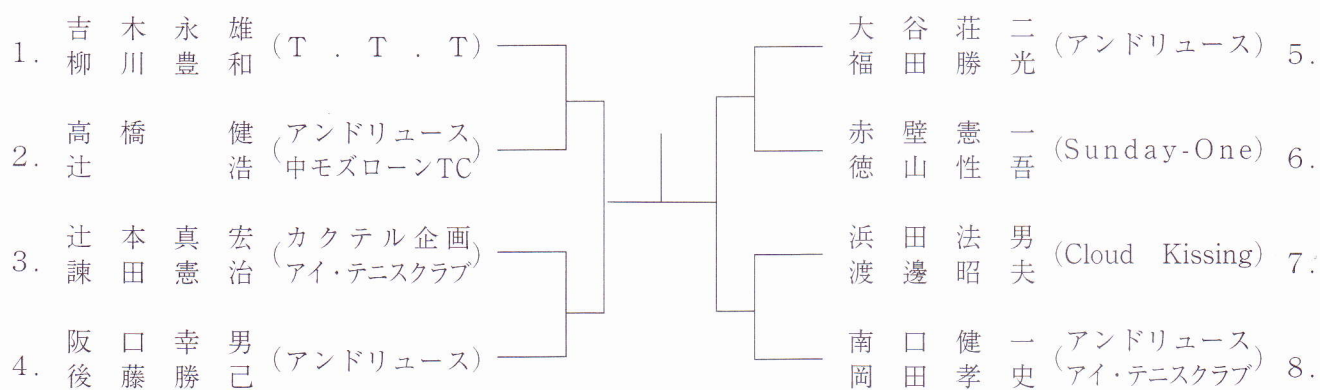 吉木永雄
1. (T.T.T)
柳川豊和
高橋健 (アンドリュース
2.
辻浩 中モズローンTC)
辻本真宏 (カクテル企画
3.
諫田憲治 アイ・テニスクラブ)
阪口幸男
4. (アンドリュース)
後藤勝己
大谷荘二
(アンドリュース) 5.
福田勝光
赤壁憲一
(Sunday-One) 6.
徳山性吾
浜田法男
(Cloud Kissing) 7.
渡邊昭夫
南口健一 (アンドリュース
8.
岡田孝史 アイ・テニスクラブ)